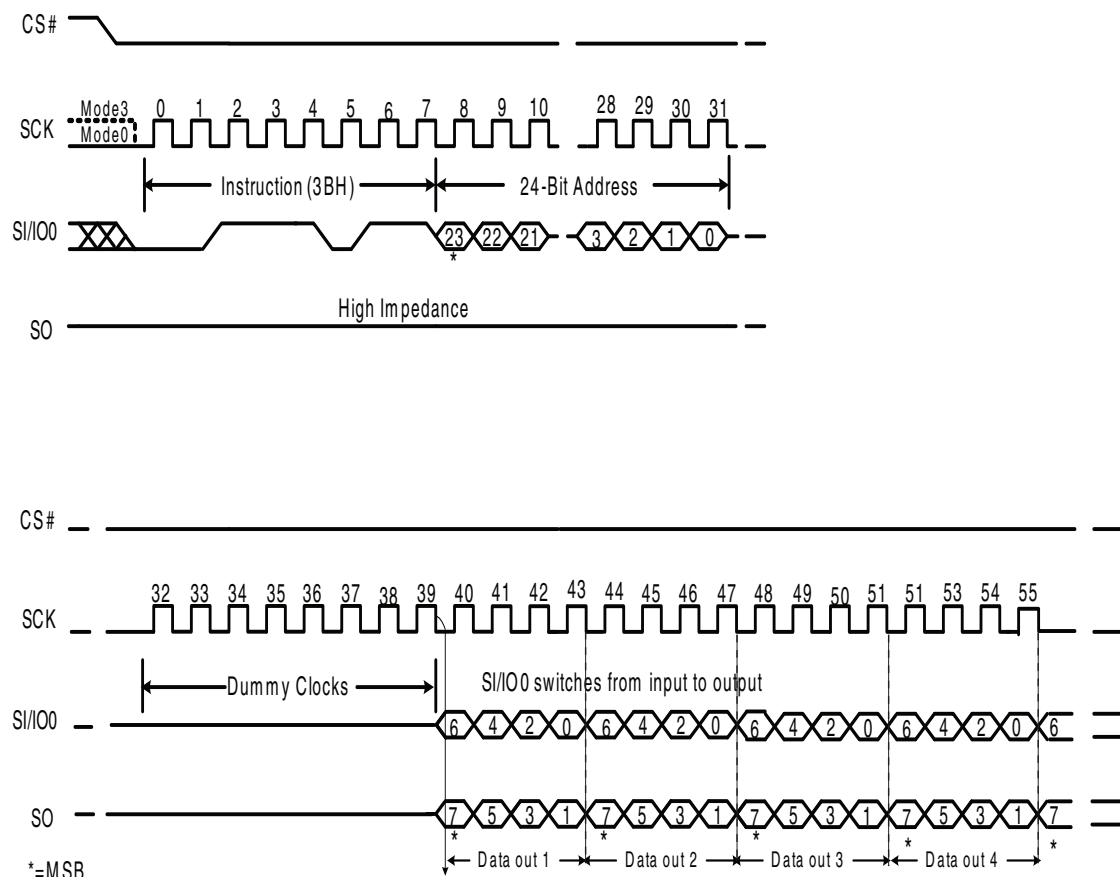 CS#
Mode3 0 1 2 3 4 5 6 7 8 9 10 28 29 30 31
SCK
Mode0
Instruction (3BH) 24-Bit Address
SI/IO0 23 22 21 3 2 1 0
*
High Impedance
SO
CS#
32 33 34 35 36 37 38 39 40 41 42 43 44 45 46 47 48 49 50 51 51 53 54 55
SCK
Dummy Clocks SI/IO0 switches from input to output
SI/IO0 6 4 2 0 6 4 2 0 6 4 2 0 6 4 2 0 6
SO 7 5 3 1 7 5 3 1 7 5 3 1 7 5 3 1 7
* * * * *
Data out 1 Data out 2 Data out 3 Data out 4
*=MSB